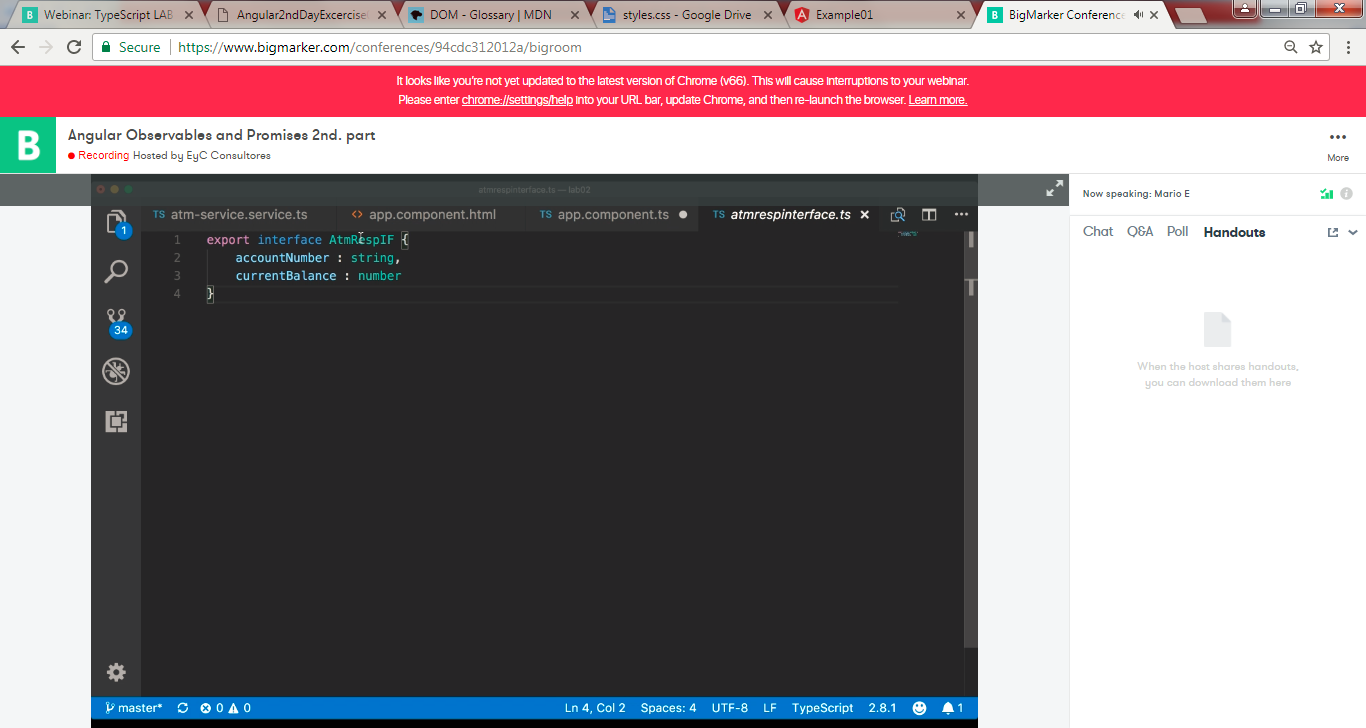 Webinar: TypeScript LAB
Angular2ndDayExcercise
DOM - Glossary | MDN
styles.css - Google Drive
Example01
BigMarker Conference
Secure
https://www.bigmarker.com/conferences/94cdc312012a/bigroom
It looks like you're not yet updated to the latest version of Chrome (v66). This will cause interruptions to your webinar.
Please enter chrome://settings/help into your URL bar, update Chrome, and then re-launch the browser. Learn more.
B
Angular Observables and Promises 2nd. part
Recording Hosted by EyC Consultores
More
atmrespinterface.ts — lab02
Now speaking: Mario E
TS atm-service.service.ts
<> app.component.html
TS app.component.ts
TS atmrespinterface.ts
Chat Q&A Poll Handouts
1
34
1 export interface AtmRespIF {
2 accountNumber : string,
3 currentBalance : number
4 }
When the host shares handouts,
you can download them here
master* 0 0 Ln 4, Col 2 Spaces: 4 UTF-8 LF TypeScript 2.8.1 1